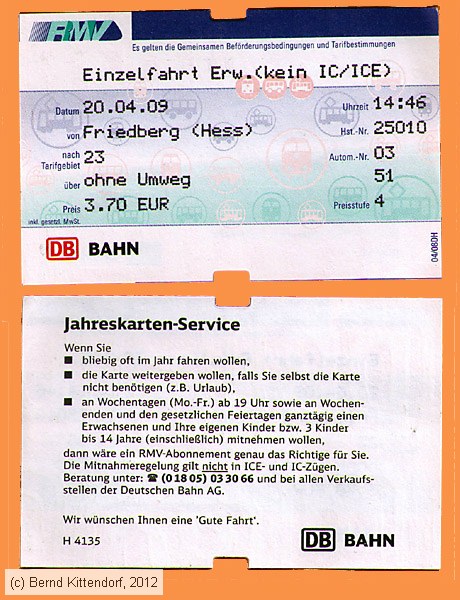 RMV
Es gelten die Gemeinsamen Beförderungsbedingungen und Tarifbestimmungen
Einzelfahrt Erw.(kein IC/ICE)
Datum 20.04.09 Uhrzeit 14:46
von Friedberg (Hess) Hst.-Nr. 25010
nach Tarifgebiet 23 Autom.-Nr. 03
über ohne Umweg 51
Preis 3.70 EUR Preisstufe 4
inkl. gesetzl. MwSt.
DB BAHN
04/080H
Jahreskarten-Service
Wenn Sie
■ bliebig oft im Jahr fahren wollen,
■ die Karte weitergeben wollen, falls Sie selbst die Karte
nicht benötigen (z.B. Urlaub),
■ an Wochentagen (Mo.-Fr.) ab 19 Uhr sowie an Wochen-
enden und den gesetzlichen Feiertagen ganztägig einen
Erwachsenen und Ihre eigenen Kinder bzw. 3 Kinder
bis 14 Jahre (einschließlich) mitnehmen wollen,
dann wäre ein RMV-Abonnement genau das Richtige für Sie.
Die Mitnahmeregelung gilt nicht in ICE- und IC-Zügen.
Beratung unter: ☎ (0 18 05) 03 30 66 und bei allen Verkaufs-
stellen der Deutschen Bahn AG.
Wir wünschen Ihnen eine 'Gute Fahrt'.
H 4135
DB BAHN
(c) Bernd Kittendorf, 2012